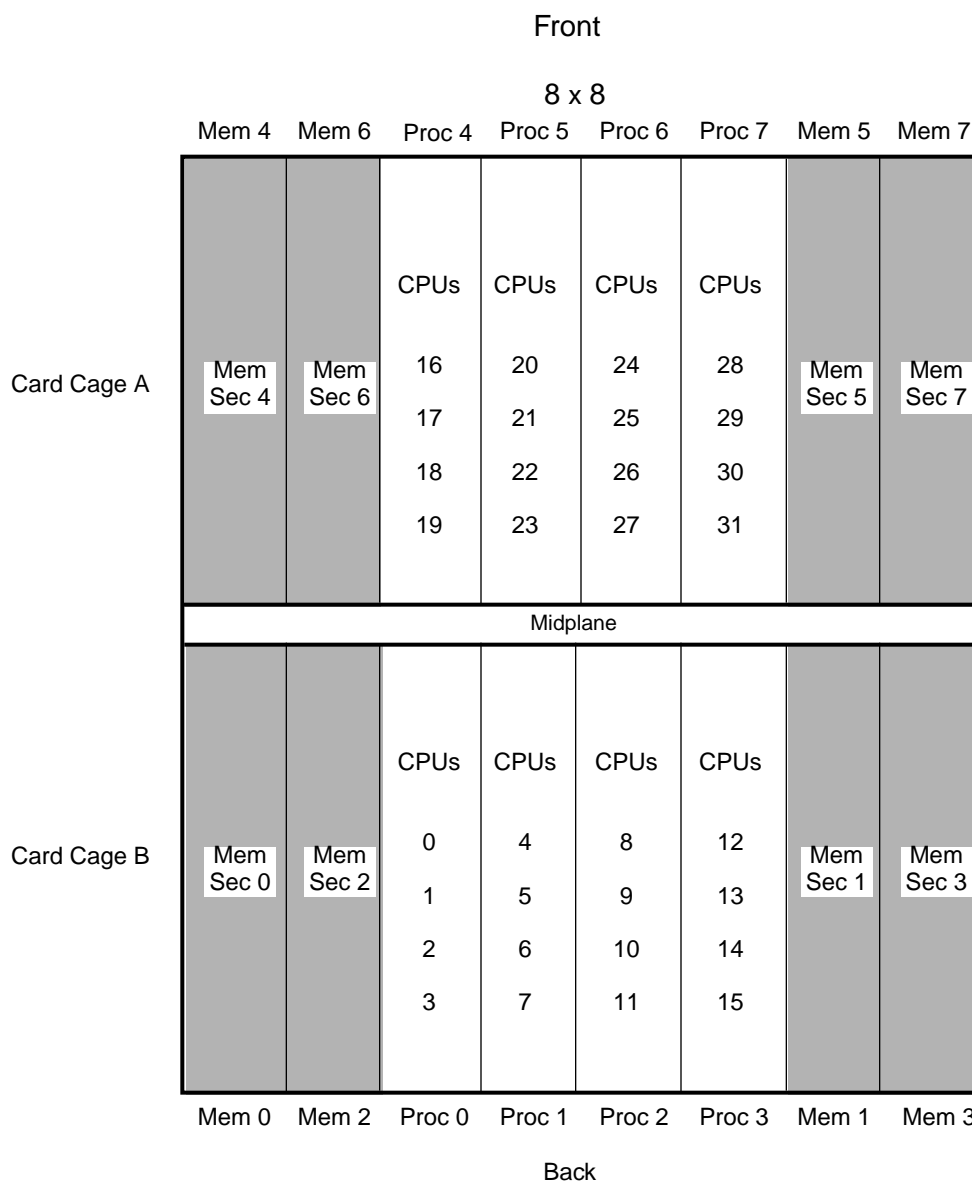 Front
8 x 8
Mem 4 Mem 6 Proc 4 Proc 5 Proc 6 Proc 7 Mem 5 Mem 7
CPUs CPUs CPUs CPUs
Card Cage A
Mem Sec 4
Mem Sec 6
16 20 24 28
17 21 25 29
18 22 26 30
19 23 27 31
Mem Sec 5
Mem Sec 7
Midplane
CPUs CPUs CPUs CPUs
Card Cage B
Mem Sec 0
Mem Sec 2
0 4 8 12
1 5 9 13
2 6 10 14
3 7 11 15
Mem Sec 1
Mem Sec 3
Mem 0 Mem 2 Proc 0 Proc 1 Proc 2 Proc 3 Mem 1 Mem 3
Back